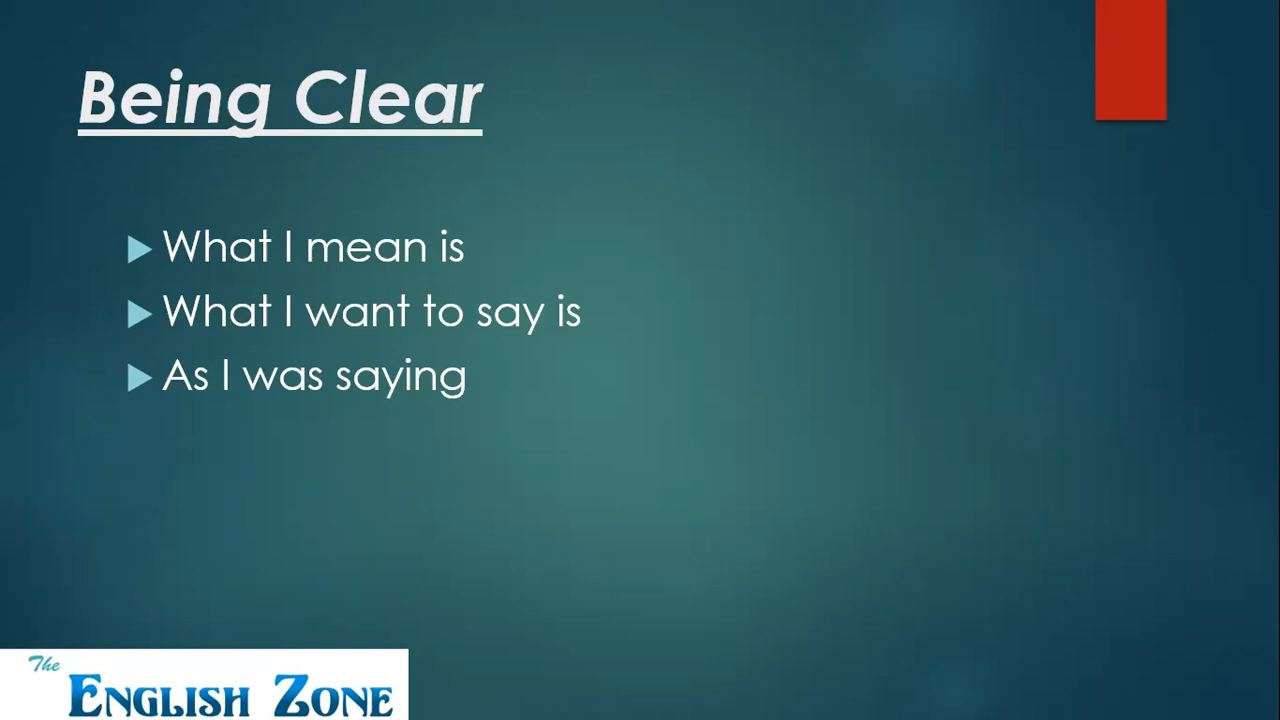 Being Clear
What I mean is
What I want to say is
As I was saying
The
ENGLISH ZONE